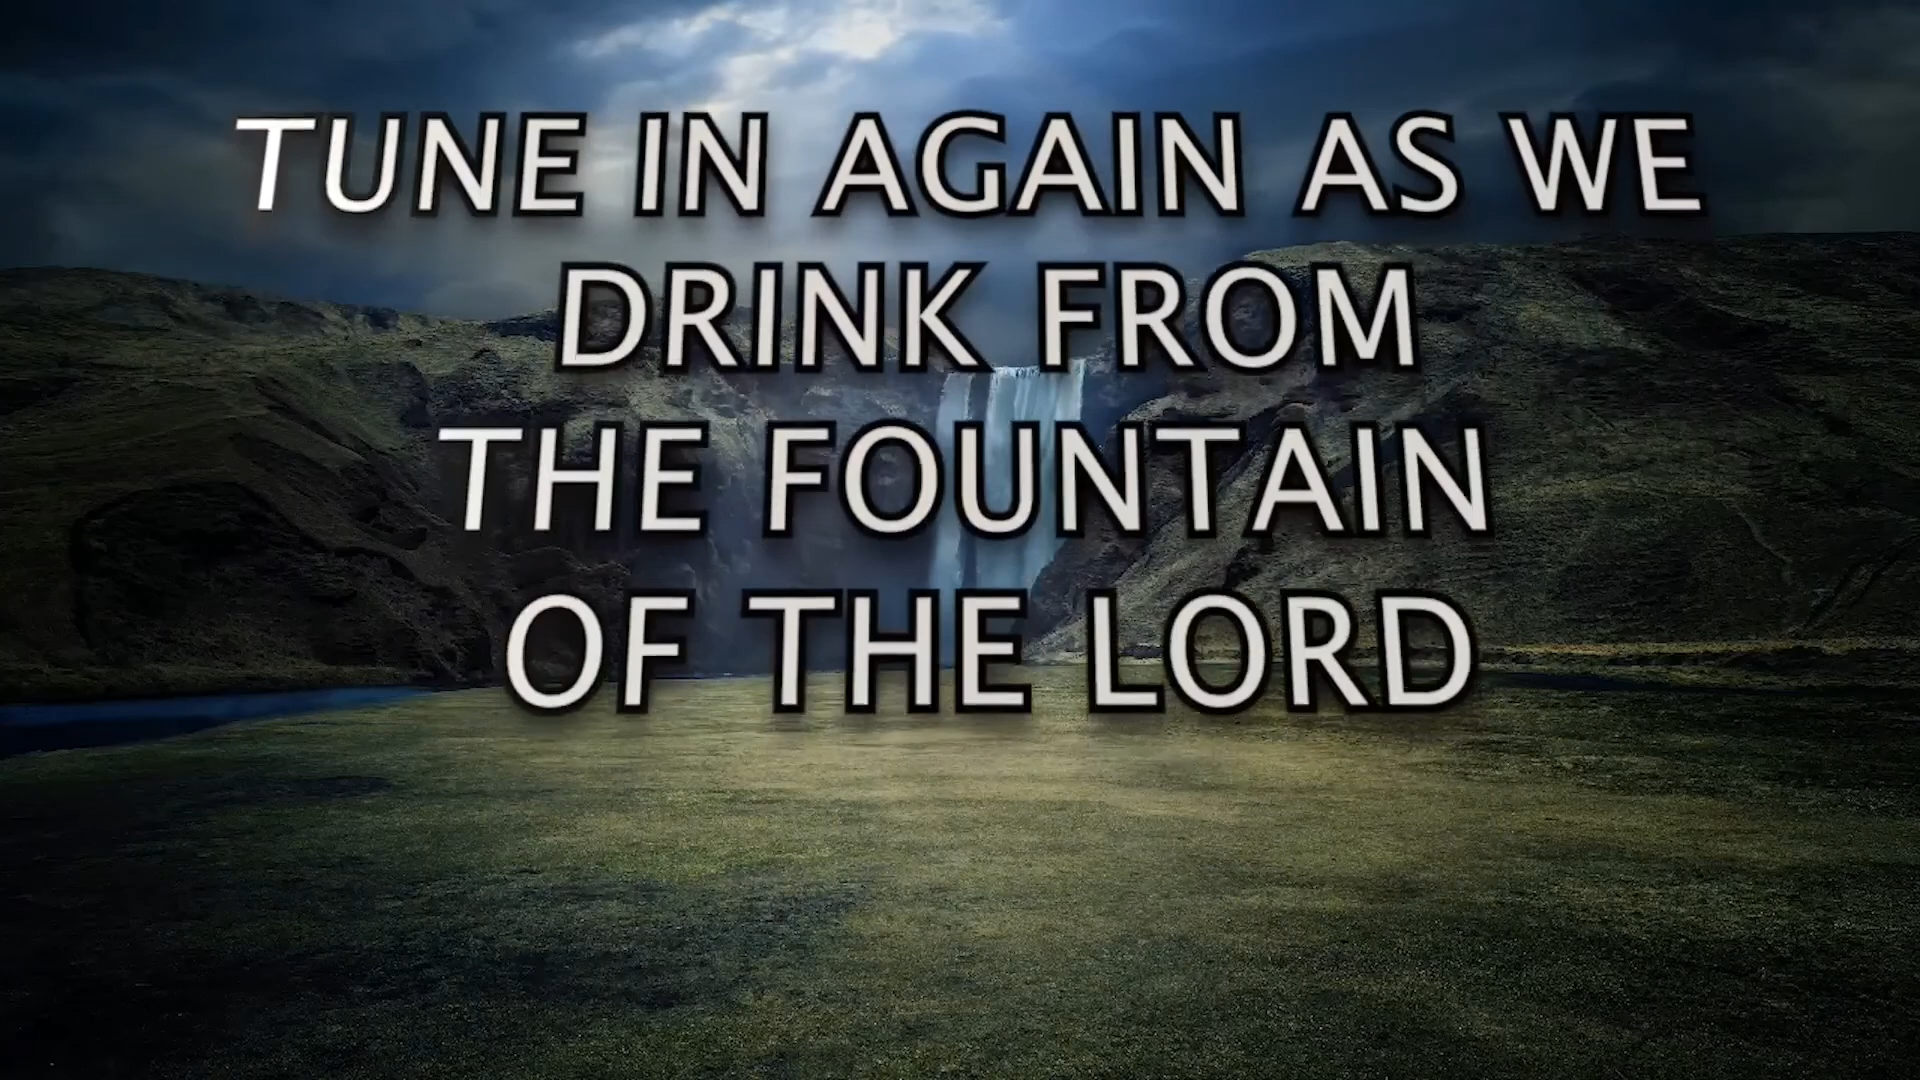 TUNE IN AGAIN AS WE
DRINK FROM
THE FOUNTAIN
OF THE LORD